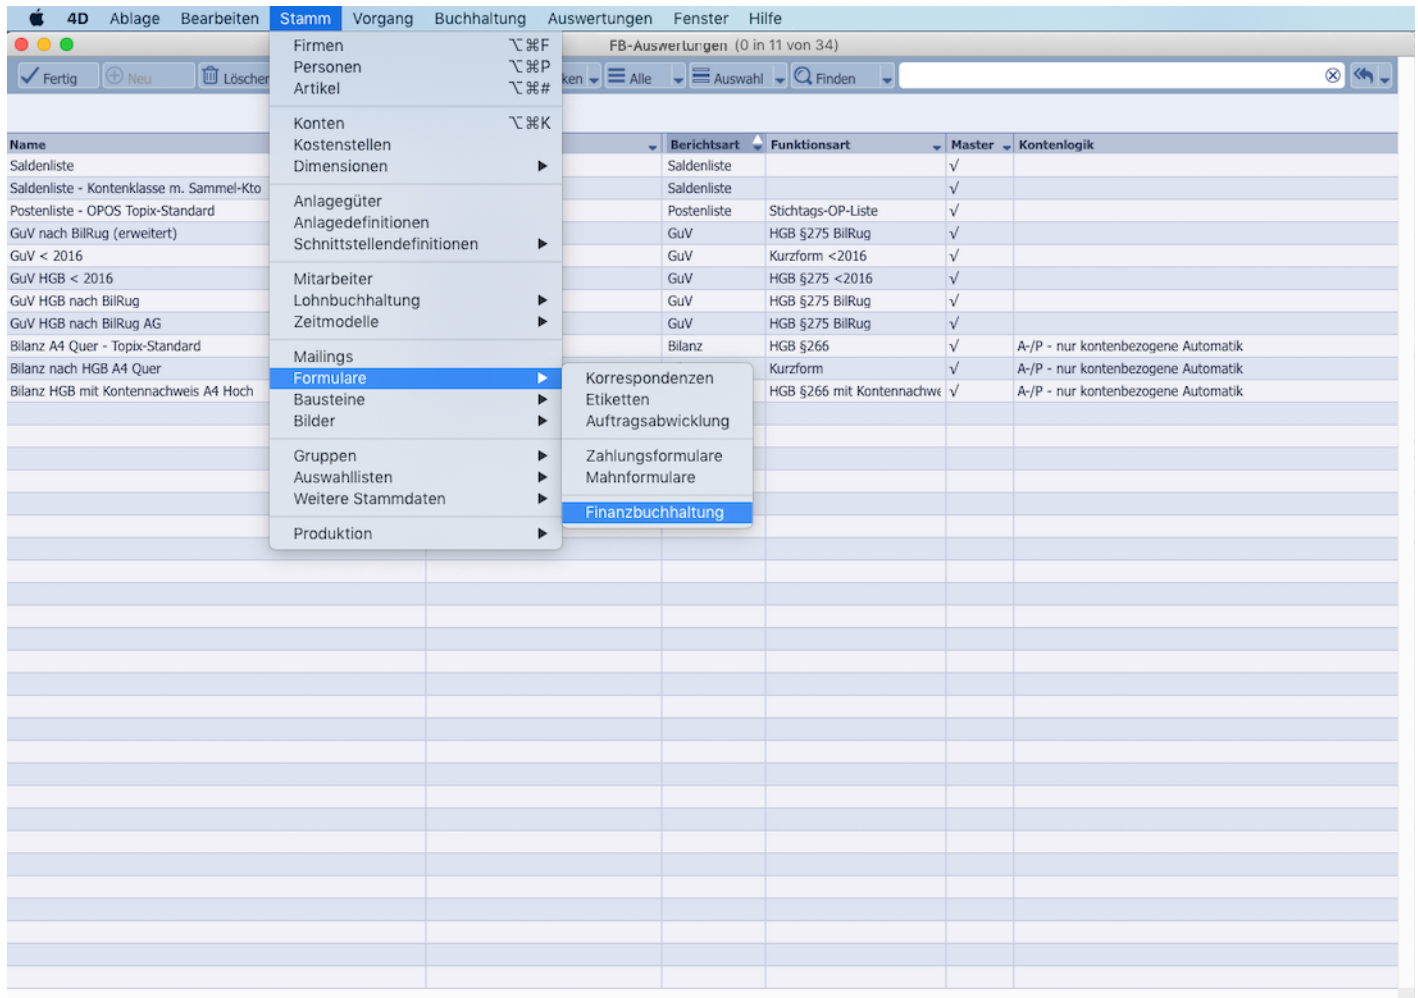 4D Ablage Bearbeiten Stamm Vorgang Buchhaltung Auswertungen Fenster Hilfe
FB-Auswertungen (0 in 11 von 34)
Fertig Neu Löscher ken Alle Auswahl Finden
Firmen ⌥⌘F
Personen ⌥⌘P
Artikel ⌥⌘#
Konten ⌥⌘K
Kostenstellen
Dimensionen
Anlagegüter
Anlagedefinitionen
Schnittstellendefinitionen
Mitarbeiter
Lohnbuchhaltung
Zeitmodelle
Mailings
Formulare
Bausteine
Bilder
Gruppen
Auswahllisten
Weitere Stammdaten
Produktion
Korrespondenzen
Etiketten
Auftragsabwicklung
Zahlungsformulare
Mahnformulare
Finanzbuchhaltung
Name Berichtsart Funktionsart Master Kontenlogik
Saldenliste Saldenliste √
Saldenliste - Kontenklasse m. Sammel-Kto Saldenliste √
Postenliste - OPOS Topix-Standard Postenliste Stichtags-OP-Liste √
GuV nach BilRug (erweitert) GuV HGB §275 BilRug √
GuV < 2016 GuV Kurzform <2016 √
GuV HGB < 2016 GuV HGB §275 <2016 √
GuV HGB nach BilRug GuV HGB §275 BilRug √
GuV HGB nach BilRug AG GuV HGB §275 BilRug √
Bilanz A4 Quer - Topix-Standard Bilanz HGB §266 √ A-/P - nur kontenbezogene Automatik
Bilanz nach HGB A4 Quer Kurzform √ A-/P - nur kontenbezogene Automatik
Bilanz HGB mit Kontennachweis A4 Hoch HGB §266 mit Kontennachwe √ A-/P - nur kontenbezogene Automatik